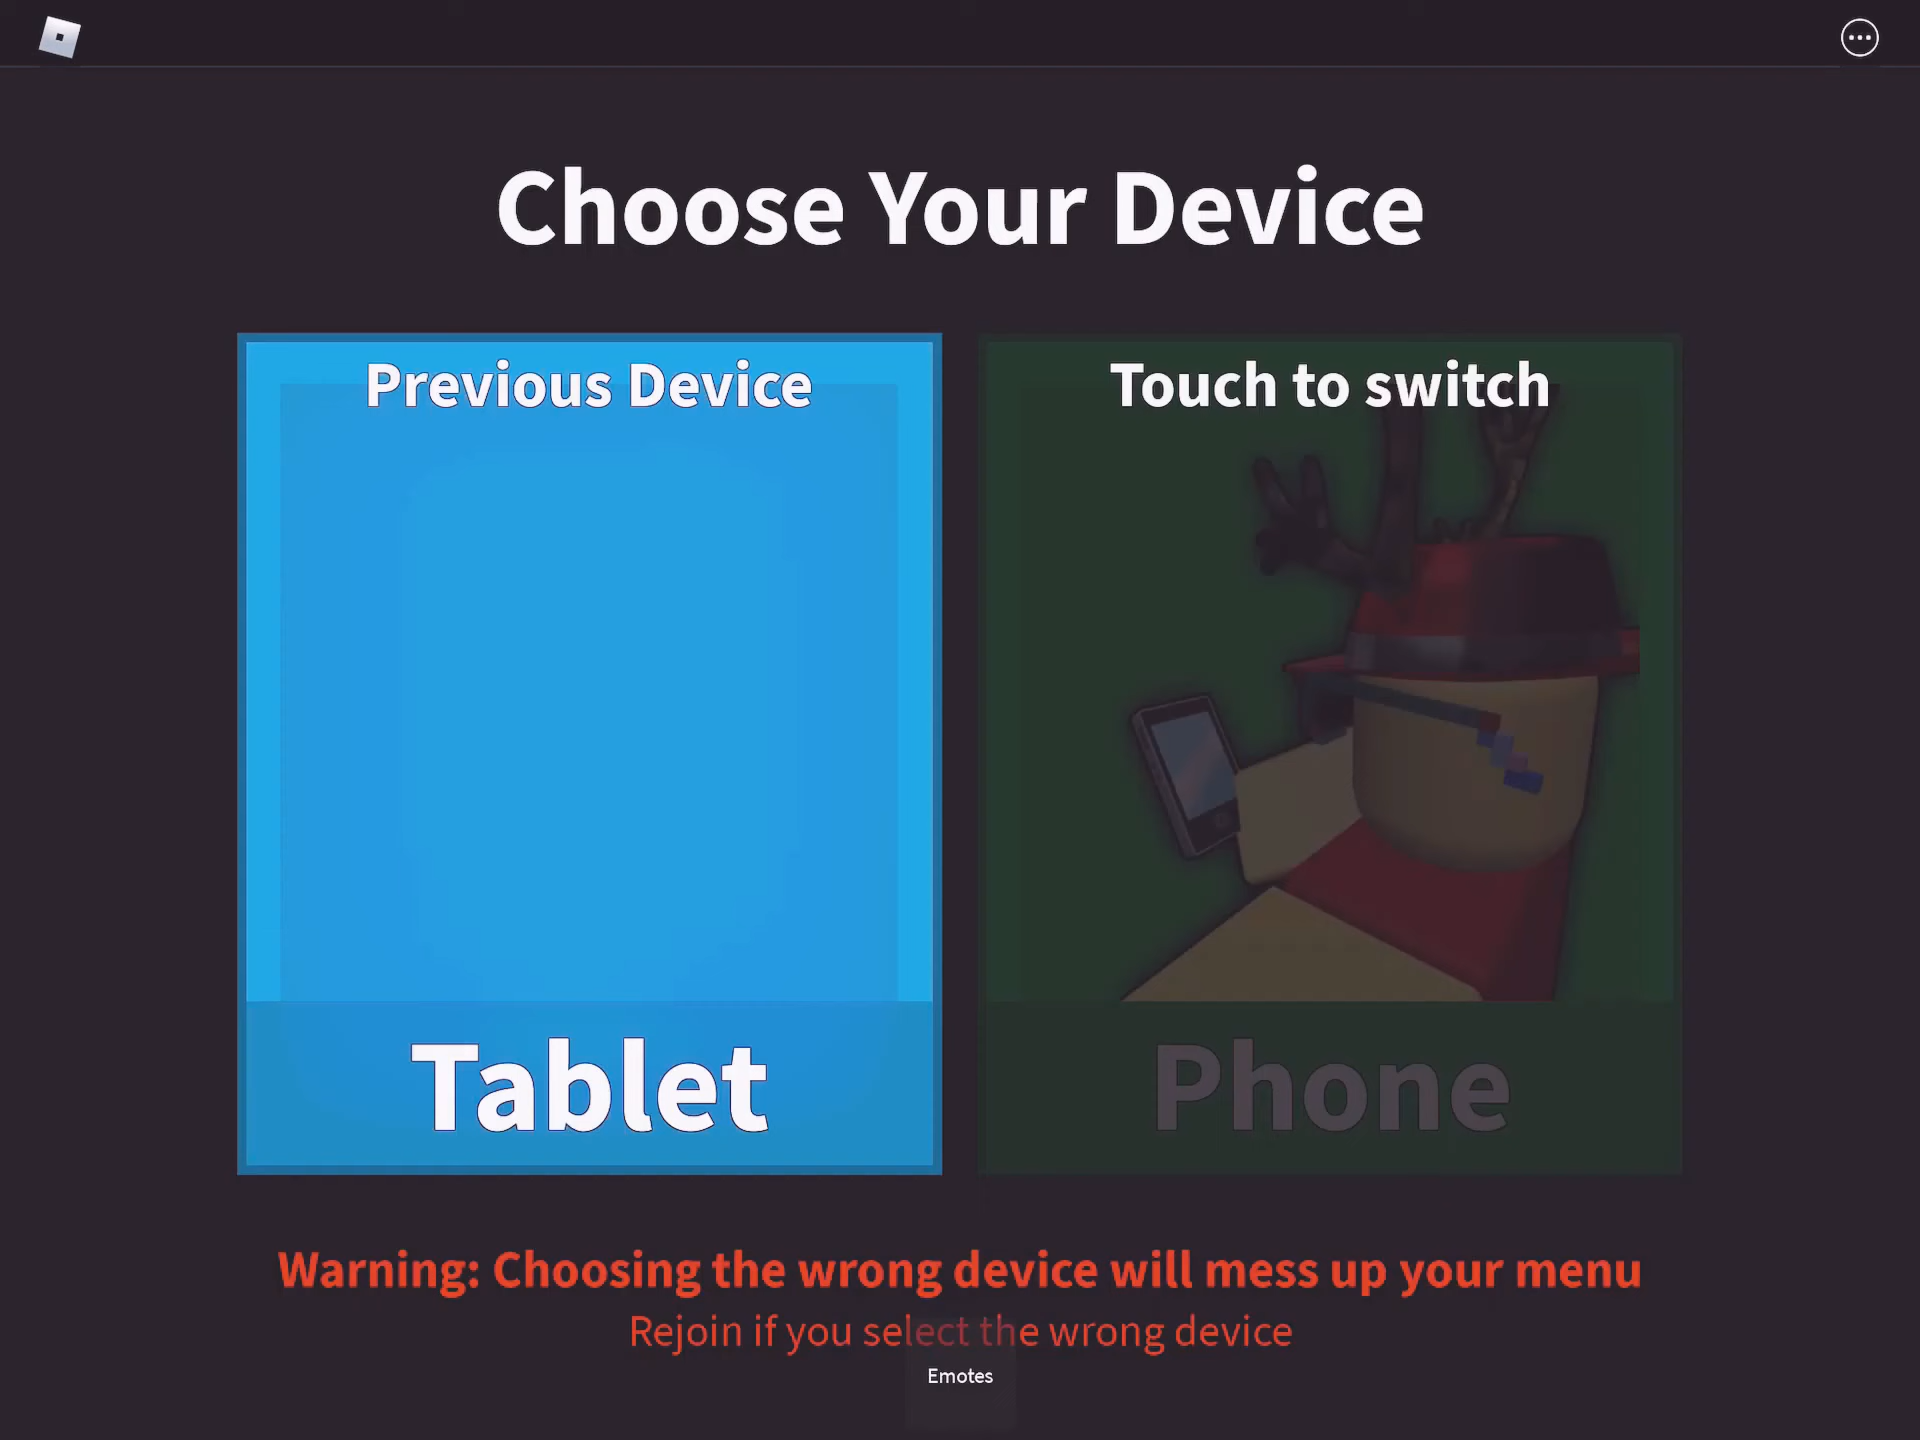 Choose Your Device
Previous Device
Tablet
Touch to switch
Phone
Warning: Choosing the wrong device will mess up your menu
Rejoin if you select the wrong device
Emotes